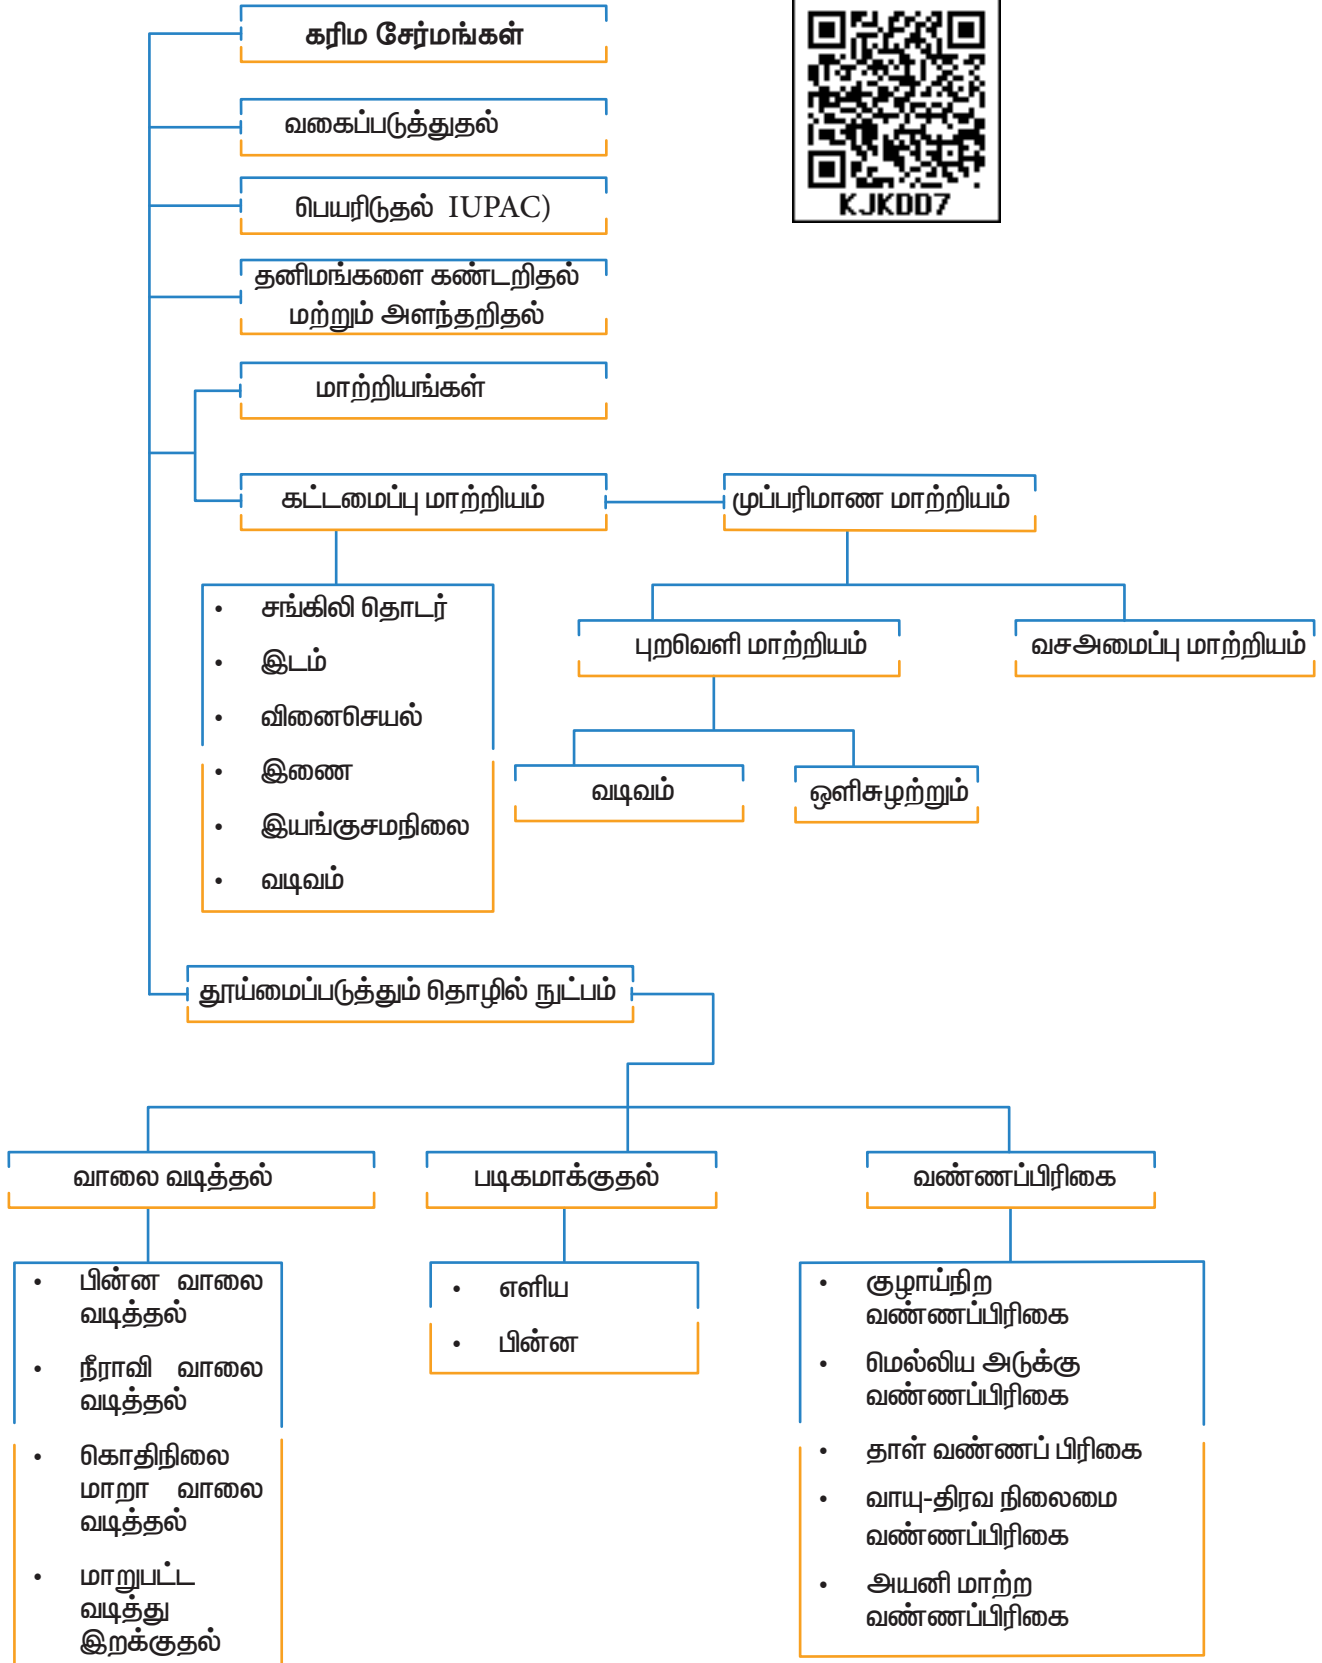 கரிம சேர்மங்கள்
KJKDD7
வகைப்படுத்துதல்
பெயரிடுதல் IUPAC)
தனிமங்களை கண்டறிதல்
மற்றும் அளந்தறிதல்
மாற்றியங்கள்
கட்டமைப்பு மாற்றியம்
முப்பரிமாண மாற்றியம்
• சங்கிலி தொடர்
• இடம்
• வினைசெயல்
• இணை
• இயங்குசமநிலை
• வடிவம்
புறவெளி மாற்றியம்
வசஅமைப்பு மாற்றியம்
வடிவம்
ஒளிசுழற்றும்
தூய்மைப்படுத்தும் தொழில் நுட்பம்
வாலை வடித்தல்
• பின்ன வாலை
வடித்தல்
• நீராவி வாலை
வடித்தல்
• கொதிநிலை
மாறா வாலை
வடித்தல்
• மாறுபட்ட
வடித்து
இறக்குதல்
படிகமாக்குதல்
• எளிய
• பின்ன
வண்ணப்பிரிகை
• குழாய்நிற
வண்ணப்பிரிகை
• மெல்லிய அடுக்கு
வண்ணப்பிரிகை
• தாள் வண்ணப் பிரிகை
• வாயு-திரவ நிலைமை
வண்ணப்பிரிகை
• அயனி மாற்ற
வண்ணப்பிரிகை